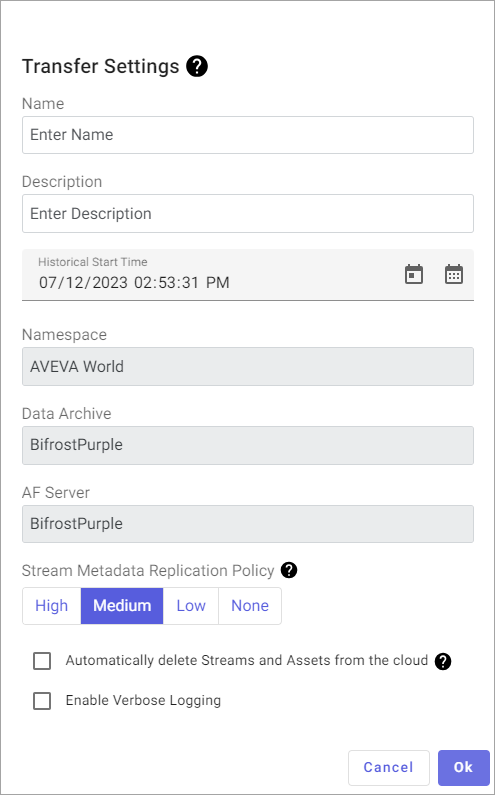 Transfer Settings ?
Name
Enter Name
Description
Enter Description
Historical Start Time
07/12/2023 02:53:31 PM
Namespace
AVEVA World
Data Archive
BifrostPurple
AF Server
BifrostPurple
Stream Metadata Replication Policy ?
High Medium Low None
Automatically delete Streams and Assets from the cloud ?
Enable Verbose Logging
Cancel Ok